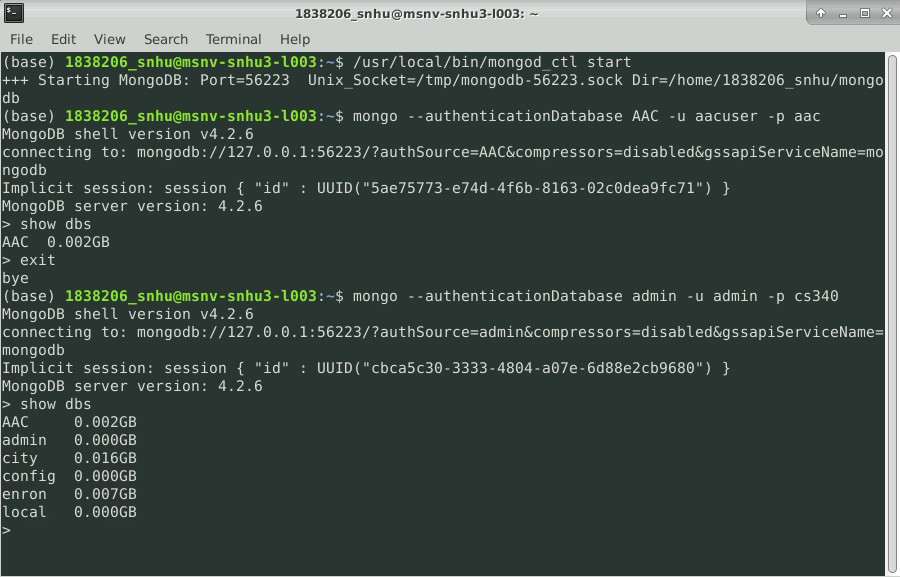 1838206_snhu@msnv-snhu3-l003: ~
File Edit View Search Terminal Help
(base) 1838206_snhu@msnv-snhu3-l003:~$ /usr/local/bin/mongod_ctl start
+++ Starting MongoDB: Port=56223  Unix_Socket=/tmp/mongodb-56223.sock Dir=/home/1838206_snhu/mongo
db
(base) 1838206_snhu@msnv-snhu3-l003:~$ mongo --authenticationDatabase AAC -u aacuser -p aac
MongoDB shell version v4.2.6
connecting to: mongodb://127.0.0.1:56223/?authSource=AAC&compressors=disabled&gssapiServiceName=mo
ngodb
Implicit session: session { "id" : UUID("5ae75773-e74d-4f6b-8163-02c0dea9fc71") }
MongoDB server version: 4.2.6
> show dbs
AAC  0.002GB
> exit
bye
(base) 1838206_snhu@msnv-snhu3-l003:~$ mongo --authenticationDatabase admin -u admin -p cs340
MongoDB shell version v4.2.6
connecting to: mongodb://127.0.0.1:56223/?authSource=admin&compressors=disabled&gssapiServiceName=
mongodb
Implicit session: session { "id" : UUID("cbca5c30-3333-4804-a07e-6d88e2cb9680") }
MongoDB server version: 4.2.6
> show dbs
AAC     0.002GB
admin   0.000GB
city    0.016GB
config  0.000GB
enron   0.007GB
local   0.000GB
>